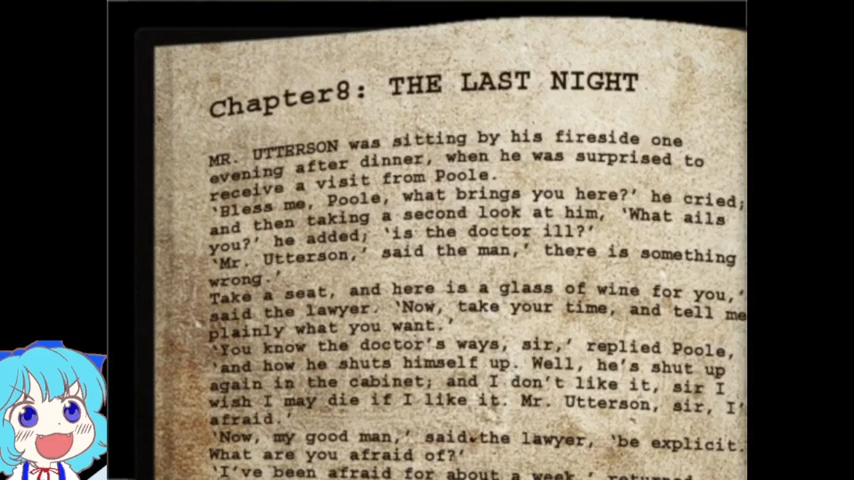 Chapter8: THE LAST NIGHT
MR. UTTERSON was sitting by his fireside one
evening after dinner, when he was surprised to
receive a visit from Poole.
'Bless me, Poole, what brings you here?' he cried;
and then taking a second look at him, 'What ails
you?' he added; 'is the doctor ill?'
'Mr. Utterson,' said the man,' there is something
wrong.'
Take a seat, and here is a glass of wine for you,'
said the lawyer. 'Now, take your time, and tell me
plainly what you want.'
'You know the doctor's ways, sir,' replied Poole,
'and how he shuts himself up. Well, he's shut up
again in the cabinet; and I don't like it, sir I
wish I may die if I like it. Mr. Utterson, sir, I'
afraid.'
'Now, my good man,' said the lawyer, 'be explicit.
What are you afraid of?'
'I've been afraid for about a week,' returned